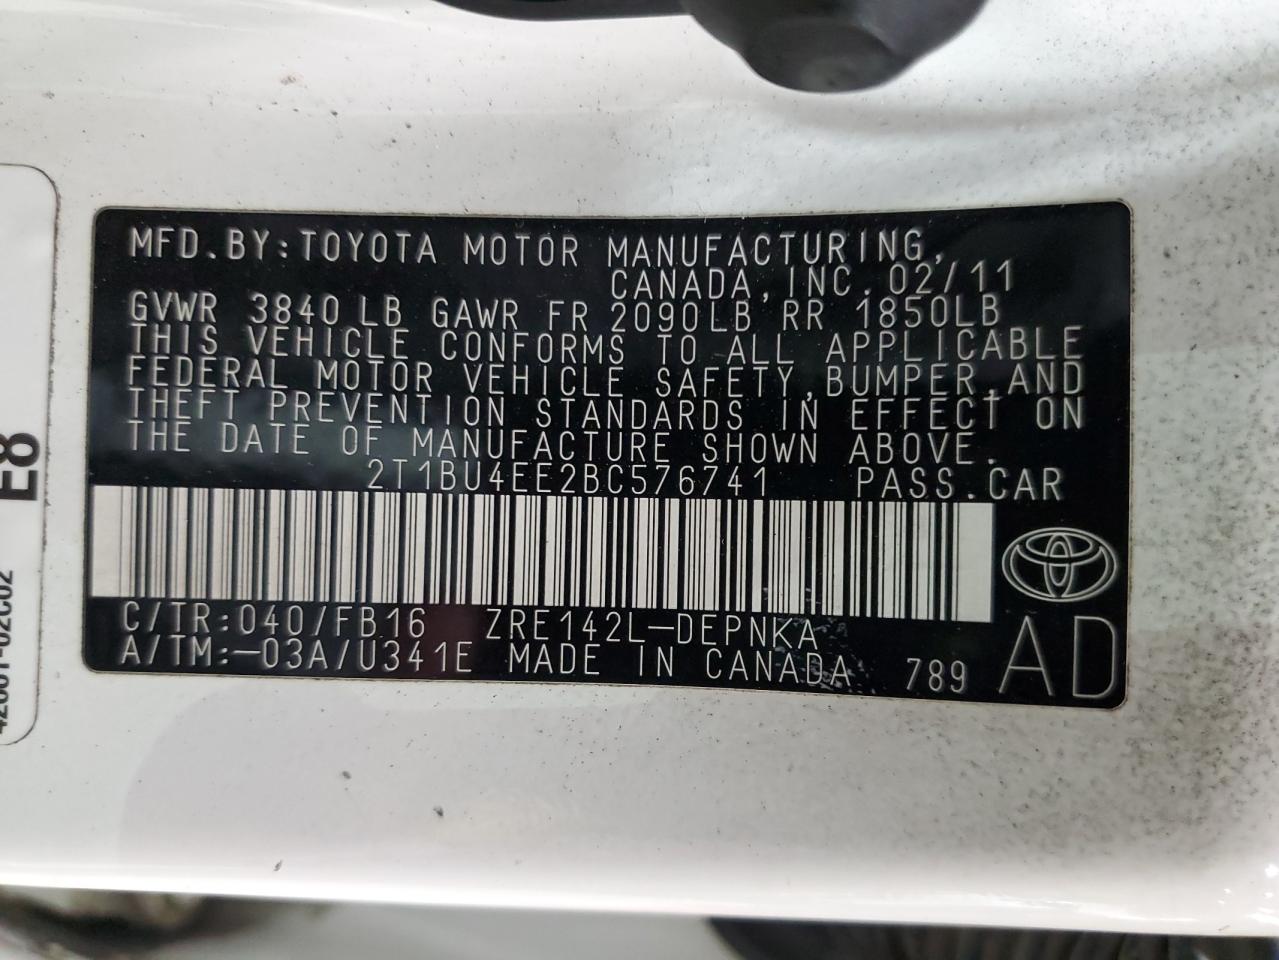 MFD.BY:TOYOTA MOTOR MANUFACTURING,
CANADA,INC. 02/11
GVWR 3840 LB GAWR FR 2090LB RR 1850LB
THIS VEHICLE CONFORMS TO ALL APPLICABLE
FEDERAL MOTOR VEHICLE SAFETY,BUMPER,AND
THEFT PREVENTION STANDARDS IN EFFECT ON
THE DATE OF MANUFACTURE SHOWN ABOVE.
2T1BU4EE2BC576741 PASS.CAR
C/TR:040/FB16 ZRE142L-DEPNKA
A/TM:-03A/U341E MADE IN CANADA 789 AD
E8